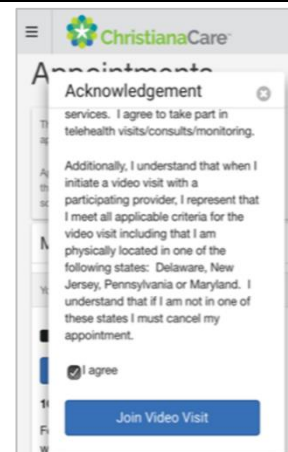 ChristianaCare
Appointments
Acknowledgement
services. I agree to take part in
telehealth visits/consults/monitoring.
Additionally, I understand that when I
initiate a video visit with a
participating provider, I represent that
I meet all applicable criteria for the
video visit including that I am
physically located in one of the
following states: Delaware, New
Jersey, Pennsylvania or Maryland. I
understand that if I am not in one of
these states I must cancel my
appointment.
I agree
Join Video Visit